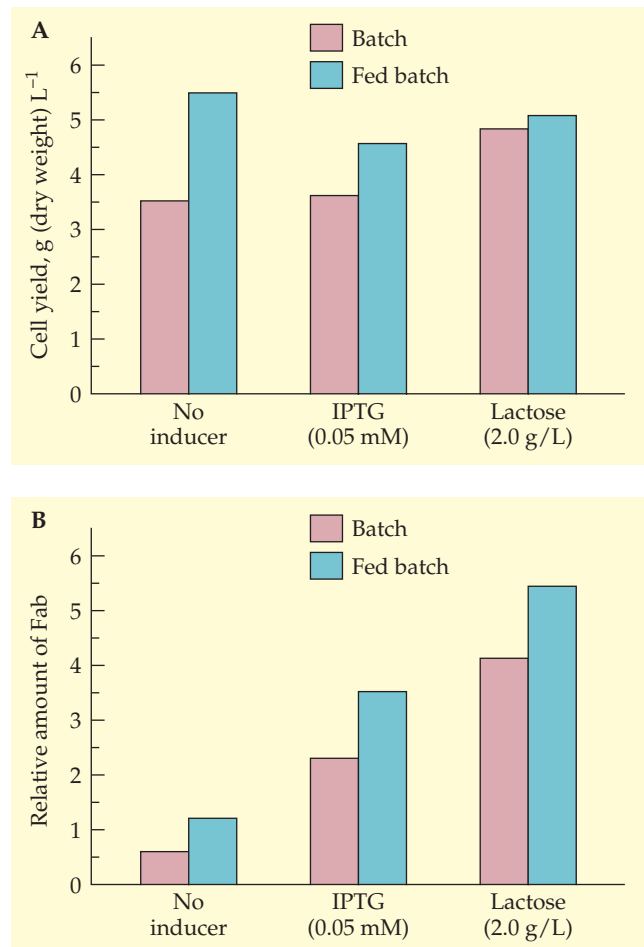 A
Batch
Fed batch
Cell yield, g (dry weight) L⁻¹
6
5
4
3
2
1
0
No
inducer
IPTG
(0.05 mM)
Lactose
(2.0 g/L)
B
Batch
Fed batch
Relative amount of Fab
6
5
4
3
2
1
0
No
inducer
IPTG
(0.05 mM)
Lactose
(2.0 g/L)